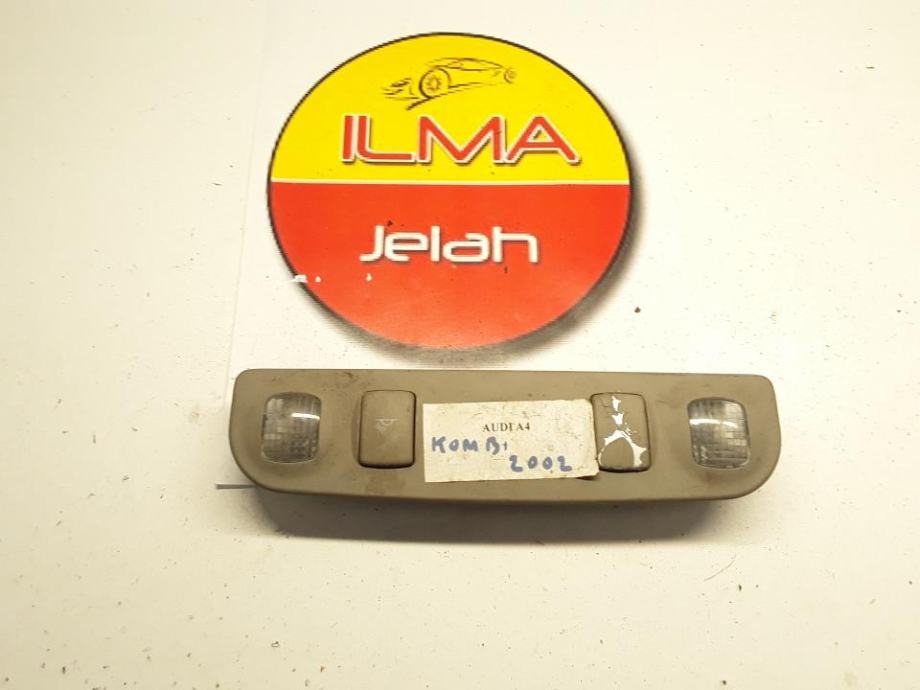 ILMA
Jelah
AUDI A4
KOMBI
2002